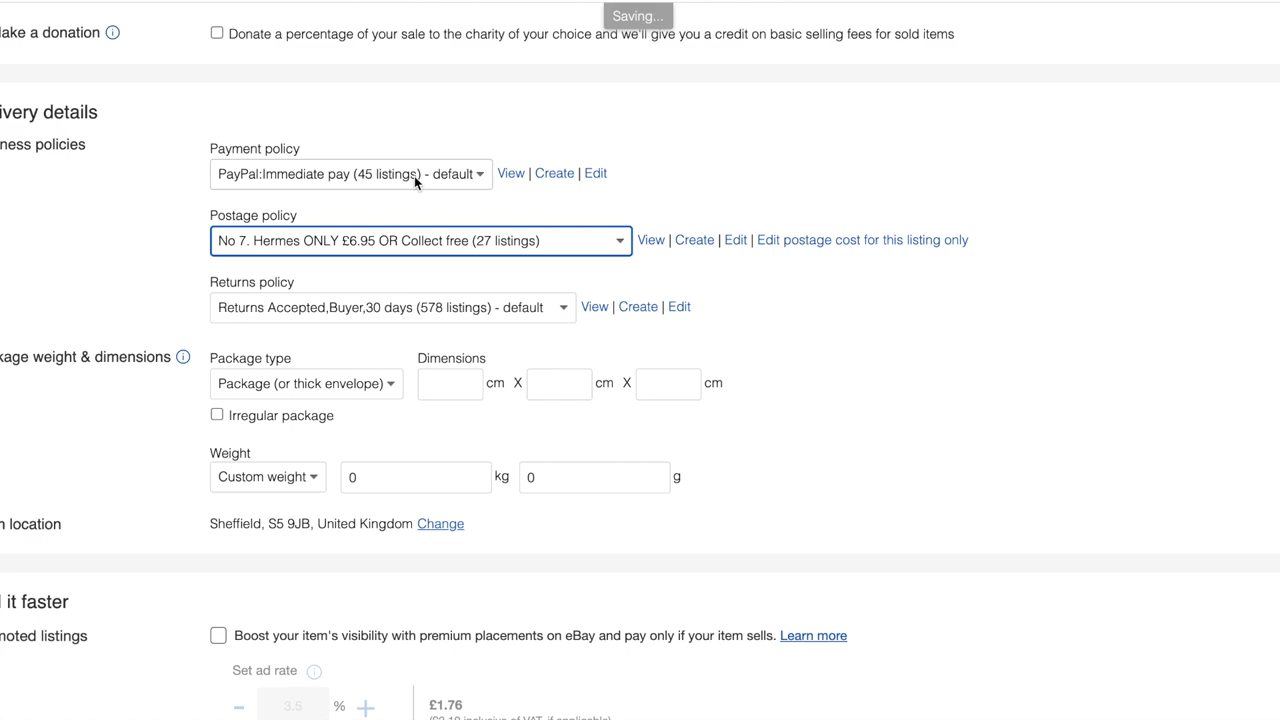 Saving...
ake a donation
Donate a percentage of your sale to the charity of your choice and we'll give you a credit on basic selling fees for sold items
ivery details
ness policies
Payment policy
PayPal:Immediate pay (45 listings) - default View | Create | Edit
Postage policy
No 7. Hermes ONLY £6.95 OR Collect free (27 listings) View | Create | Edit | Edit postage cost for this listing only
Returns policy
Returns Accepted,Buyer,30 days (578 listings) - default View | Create | Edit
kage weight & dimensions
Package type Dimensions
Package (or thick envelope) cm X cm X cm
Irregular package
Weight
Custom weight 0 kg 0 g
n location
Sheffield, S5 9JB, United Kingdom Change
l it faster
noted listings
Boost your item's visibility with premium placements on eBay and pay only if your item sells. Learn more
Set ad rate
- 3.5 % + £1.76